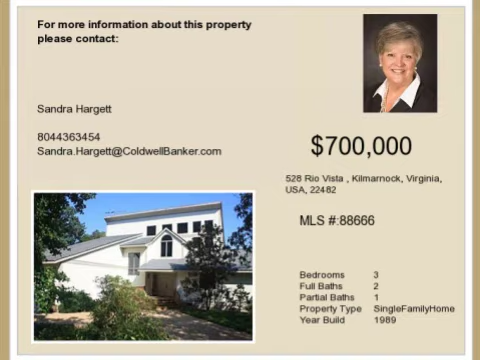 For more information about this property
please contact:
Sandra Hargett
8044363454
Sandra.Hargett@ColdwellBanker.com
$700,000
528 Rio Vista , Kilmarnock, Virginia,
USA, 22482
MLS #:88666
Bedrooms 3
Full Baths 2
Partial Baths 1
Property Type SingleFamilyHome
Year Build 1989